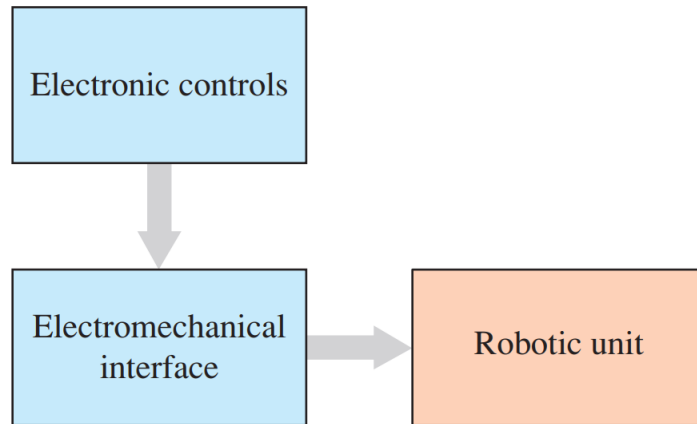 Electronic controls
Electromechanical
interface
Robotic unit